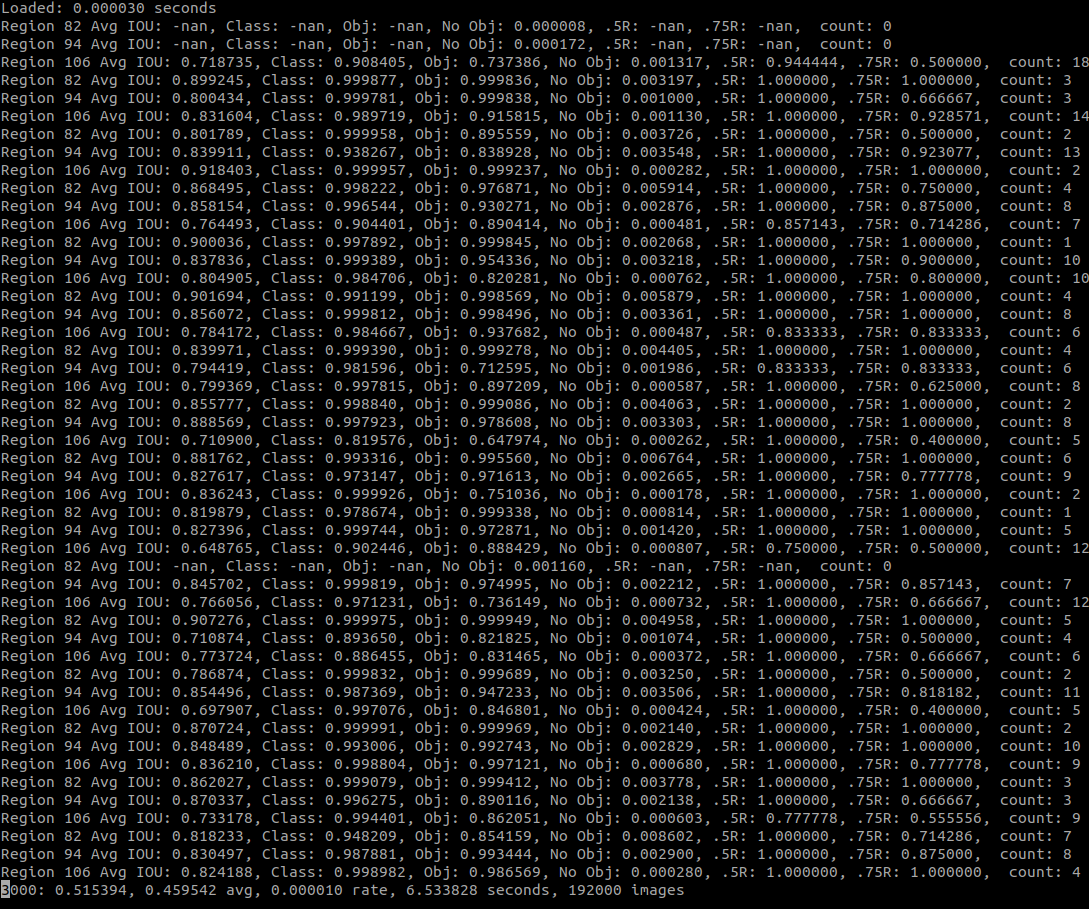 Loaded: 0.000030 seconds
Region 82 Avg IOU: -nan, Class: -nan, Obj: -nan, No Obj: 0.000008, .5R: -nan, .75R: -nan,  count: 0
Region 94 Avg IOU: -nan, Class: -nan, Obj: -nan, No Obj: 0.000172, .5R: -nan, .75R: -nan,  count: 0
Region 106 Avg IOU: 0.718735, Class: 0.908405, Obj: 0.737386, No Obj: 0.001317, .5R: 0.944444, .75R: 0.500000,  count: 18
Region 82 Avg IOU: 0.899245, Class: 0.999877, Obj: 0.999836, No Obj: 0.003197, .5R: 1.000000, .75R: 1.000000,  count: 3
Region 94 Avg IOU: 0.800434, Class: 0.999781, Obj: 0.999838, No Obj: 0.001000, .5R: 1.000000, .75R: 0.666667,  count: 3
Region 106 Avg IOU: 0.831604, Class: 0.989719, Obj: 0.915815, No Obj: 0.001130, .5R: 1.000000, .75R: 0.928571,  count: 14
Region 82 Avg IOU: 0.801789, Class: 0.999958, Obj: 0.895559, No Obj: 0.003726, .5R: 1.000000, .75R: 0.500000,  count: 2
Region 94 Avg IOU: 0.839911, Class: 0.938267, Obj: 0.838928, No Obj: 0.003548, .5R: 1.000000, .75R: 0.923077,  count: 13
Region 106 Avg IOU: 0.918403, Class: 0.999957, Obj: 0.999237, No Obj: 0.000282, .5R: 1.000000, .75R: 1.000000,  count: 2
Region 82 Avg IOU: 0.868495, Class: 0.998222, Obj: 0.976871, No Obj: 0.005914, .5R: 1.000000, .75R: 0.750000,  count: 4
Region 94 Avg IOU: 0.858154, Class: 0.996544, Obj: 0.930271, No Obj: 0.002876, .5R: 1.000000, .75R: 0.875000,  count: 8
Region 106 Avg IOU: 0.764493, Class: 0.904401, Obj: 0.890414, No Obj: 0.000481, .5R: 0.857143, .75R: 0.714286,  count: 7
Region 82 Avg IOU: 0.900036, Class: 0.997892, Obj: 0.999845, No Obj: 0.002068, .5R: 1.000000, .75R: 1.000000,  count: 1
Region 94 Avg IOU: 0.837836, Class: 0.999389, Obj: 0.954336, No Obj: 0.003218, .5R: 1.000000, .75R: 0.900000,  count: 10
Region 106 Avg IOU: 0.804905, Class: 0.984706, Obj: 0.820281, No Obj: 0.000762, .5R: 1.000000, .75R: 0.800000,  count: 10
Region 82 Avg IOU: 0.901694, Class: 0.991199, Obj: 0.998569, No Obj: 0.005879, .5R: 1.000000, .75R: 1.000000,  count: 4
Region 94 Avg IOU: 0.856072, Class: 0.999812, Obj: 0.998496, No Obj: 0.003361, .5R: 1.000000, .75R: 1.000000,  count: 8
Region 106 Avg IOU: 0.784172, Class: 0.984667, Obj: 0.937682, No Obj: 0.000487, .5R: 0.833333, .75R: 0.833333,  count: 6
Region 82 Avg IOU: 0.839971, Class: 0.999390, Obj: 0.999278, No Obj: 0.004405, .5R: 1.000000, .75R: 1.000000,  count: 4
Region 94 Avg IOU: 0.794419, Class: 0.981596, Obj: 0.712595, No Obj: 0.001986, .5R: 0.833333, .75R: 0.833333,  count: 6
Region 106 Avg IOU: 0.799369, Class: 0.997815, Obj: 0.897209, No Obj: 0.000587, .5R: 1.000000, .75R: 0.625000,  count: 8
Region 82 Avg IOU: 0.855777, Class: 0.998840, Obj: 0.999086, No Obj: 0.004063, .5R: 1.000000, .75R: 1.000000,  count: 2
Region 94 Avg IOU: 0.888569, Class: 0.997923, Obj: 0.978608, No Obj: 0.003303, .5R: 1.000000, .75R: 1.000000,  count: 8
Region 106 Avg IOU: 0.710900, Class: 0.819576, Obj: 0.647974, No Obj: 0.000262, .5R: 1.000000, .75R: 0.400000,  count: 5
Region 82 Avg IOU: 0.881762, Class: 0.993316, Obj: 0.995560, No Obj: 0.006764, .5R: 1.000000, .75R: 1.000000,  count: 6
Region 94 Avg IOU: 0.827617, Class: 0.973147, Obj: 0.971613, No Obj: 0.002665, .5R: 1.000000, .75R: 0.777778,  count: 9
Region 106 Avg IOU: 0.836243, Class: 0.999926, Obj: 0.751036, No Obj: 0.000178, .5R: 1.000000, .75R: 1.000000,  count: 2
Region 82 Avg IOU: 0.819879, Class: 0.978674, Obj: 0.999338, No Obj: 0.000814, .5R: 1.000000, .75R: 1.000000,  count: 1
Region 94 Avg IOU: 0.827396, Class: 0.999744, Obj: 0.972871, No Obj: 0.001420, .5R: 1.000000, .75R: 1.000000,  count: 5
Region 106 Avg IOU: 0.648765, Class: 0.902446, Obj: 0.888429, No Obj: 0.000807, .5R: 0.750000, .75R: 0.500000,  count: 12
Region 82 Avg IOU: -nan, Class: -nan, Obj: -nan, No Obj: 0.001160, .5R: -nan, .75R: -nan,  count: 0
Region 94 Avg IOU: 0.845702, Class: 0.999819, Obj: 0.974995, No Obj: 0.002212, .5R: 1.000000, .75R: 0.857143,  count: 7
Region 106 Avg IOU: 0.766056, Class: 0.971231, Obj: 0.736149, No Obj: 0.000732, .5R: 1.000000, .75R: 0.666667,  count: 12
Region 82 Avg IOU: 0.907276, Class: 0.999975, Obj: 0.999949, No Obj: 0.004958, .5R: 1.000000, .75R: 1.000000,  count: 5
Region 94 Avg IOU: 0.710874, Class: 0.893650, Obj: 0.821825, No Obj: 0.001074, .5R: 1.000000, .75R: 0.500000,  count: 4
Region 106 Avg IOU: 0.773724, Class: 0.886455, Obj: 0.831465, No Obj: 0.000372, .5R: 1.000000, .75R: 0.666667,  count: 6
Region 82 Avg IOU: 0.786874, Class: 0.999832, Obj: 0.999689, No Obj: 0.003250, .5R: 1.000000, .75R: 0.500000,  count: 2
Region 94 Avg IOU: 0.854496, Class: 0.987369, Obj: 0.947233, No Obj: 0.003506, .5R: 1.000000, .75R: 0.818182,  count: 11
Region 106 Avg IOU: 0.697907, Class: 0.997076, Obj: 0.846801, No Obj: 0.000424, .5R: 1.000000, .75R: 0.400000,  count: 5
Region 82 Avg IOU: 0.870724, Class: 0.999991, Obj: 0.999969, No Obj: 0.002140, .5R: 1.000000, .75R: 1.000000,  count: 2
Region 94 Avg IOU: 0.848489, Class: 0.993006, Obj: 0.992743, No Obj: 0.002829, .5R: 1.000000, .75R: 1.000000,  count: 10
Region 106 Avg IOU: 0.836210, Class: 0.998804, Obj: 0.997121, No Obj: 0.000680, .5R: 1.000000, .75R: 0.777778,  count: 9
Region 82 Avg IOU: 0.862027, Class: 0.999079, Obj: 0.999412, No Obj: 0.003778, .5R: 1.000000, .75R: 1.000000,  count: 3
Region 94 Avg IOU: 0.870337, Class: 0.996275, Obj: 0.890116, No Obj: 0.002138, .5R: 1.000000, .75R: 0.666667,  count: 3
Region 106 Avg IOU: 0.733178, Class: 0.994401, Obj: 0.862051, No Obj: 0.000603, .5R: 0.777778, .75R: 0.555556,  count: 9
Region 82 Avg IOU: 0.818233, Class: 0.948209, Obj: 0.854159, No Obj: 0.008602, .5R: 1.000000, .75R: 0.714286,  count: 7
Region 94 Avg IOU: 0.830497, Class: 0.987881, Obj: 0.993444, No Obj: 0.002900, .5R: 1.000000, .75R: 0.875000,  count: 8
Region 106 Avg IOU: 0.824188, Class: 0.998982, Obj: 0.986569, No Obj: 0.000280, .5R: 1.000000, .75R: 1.000000,  count: 4
3000: 0.515394, 0.459542 avg, 0.000010 rate, 6.533828 seconds, 192000 images